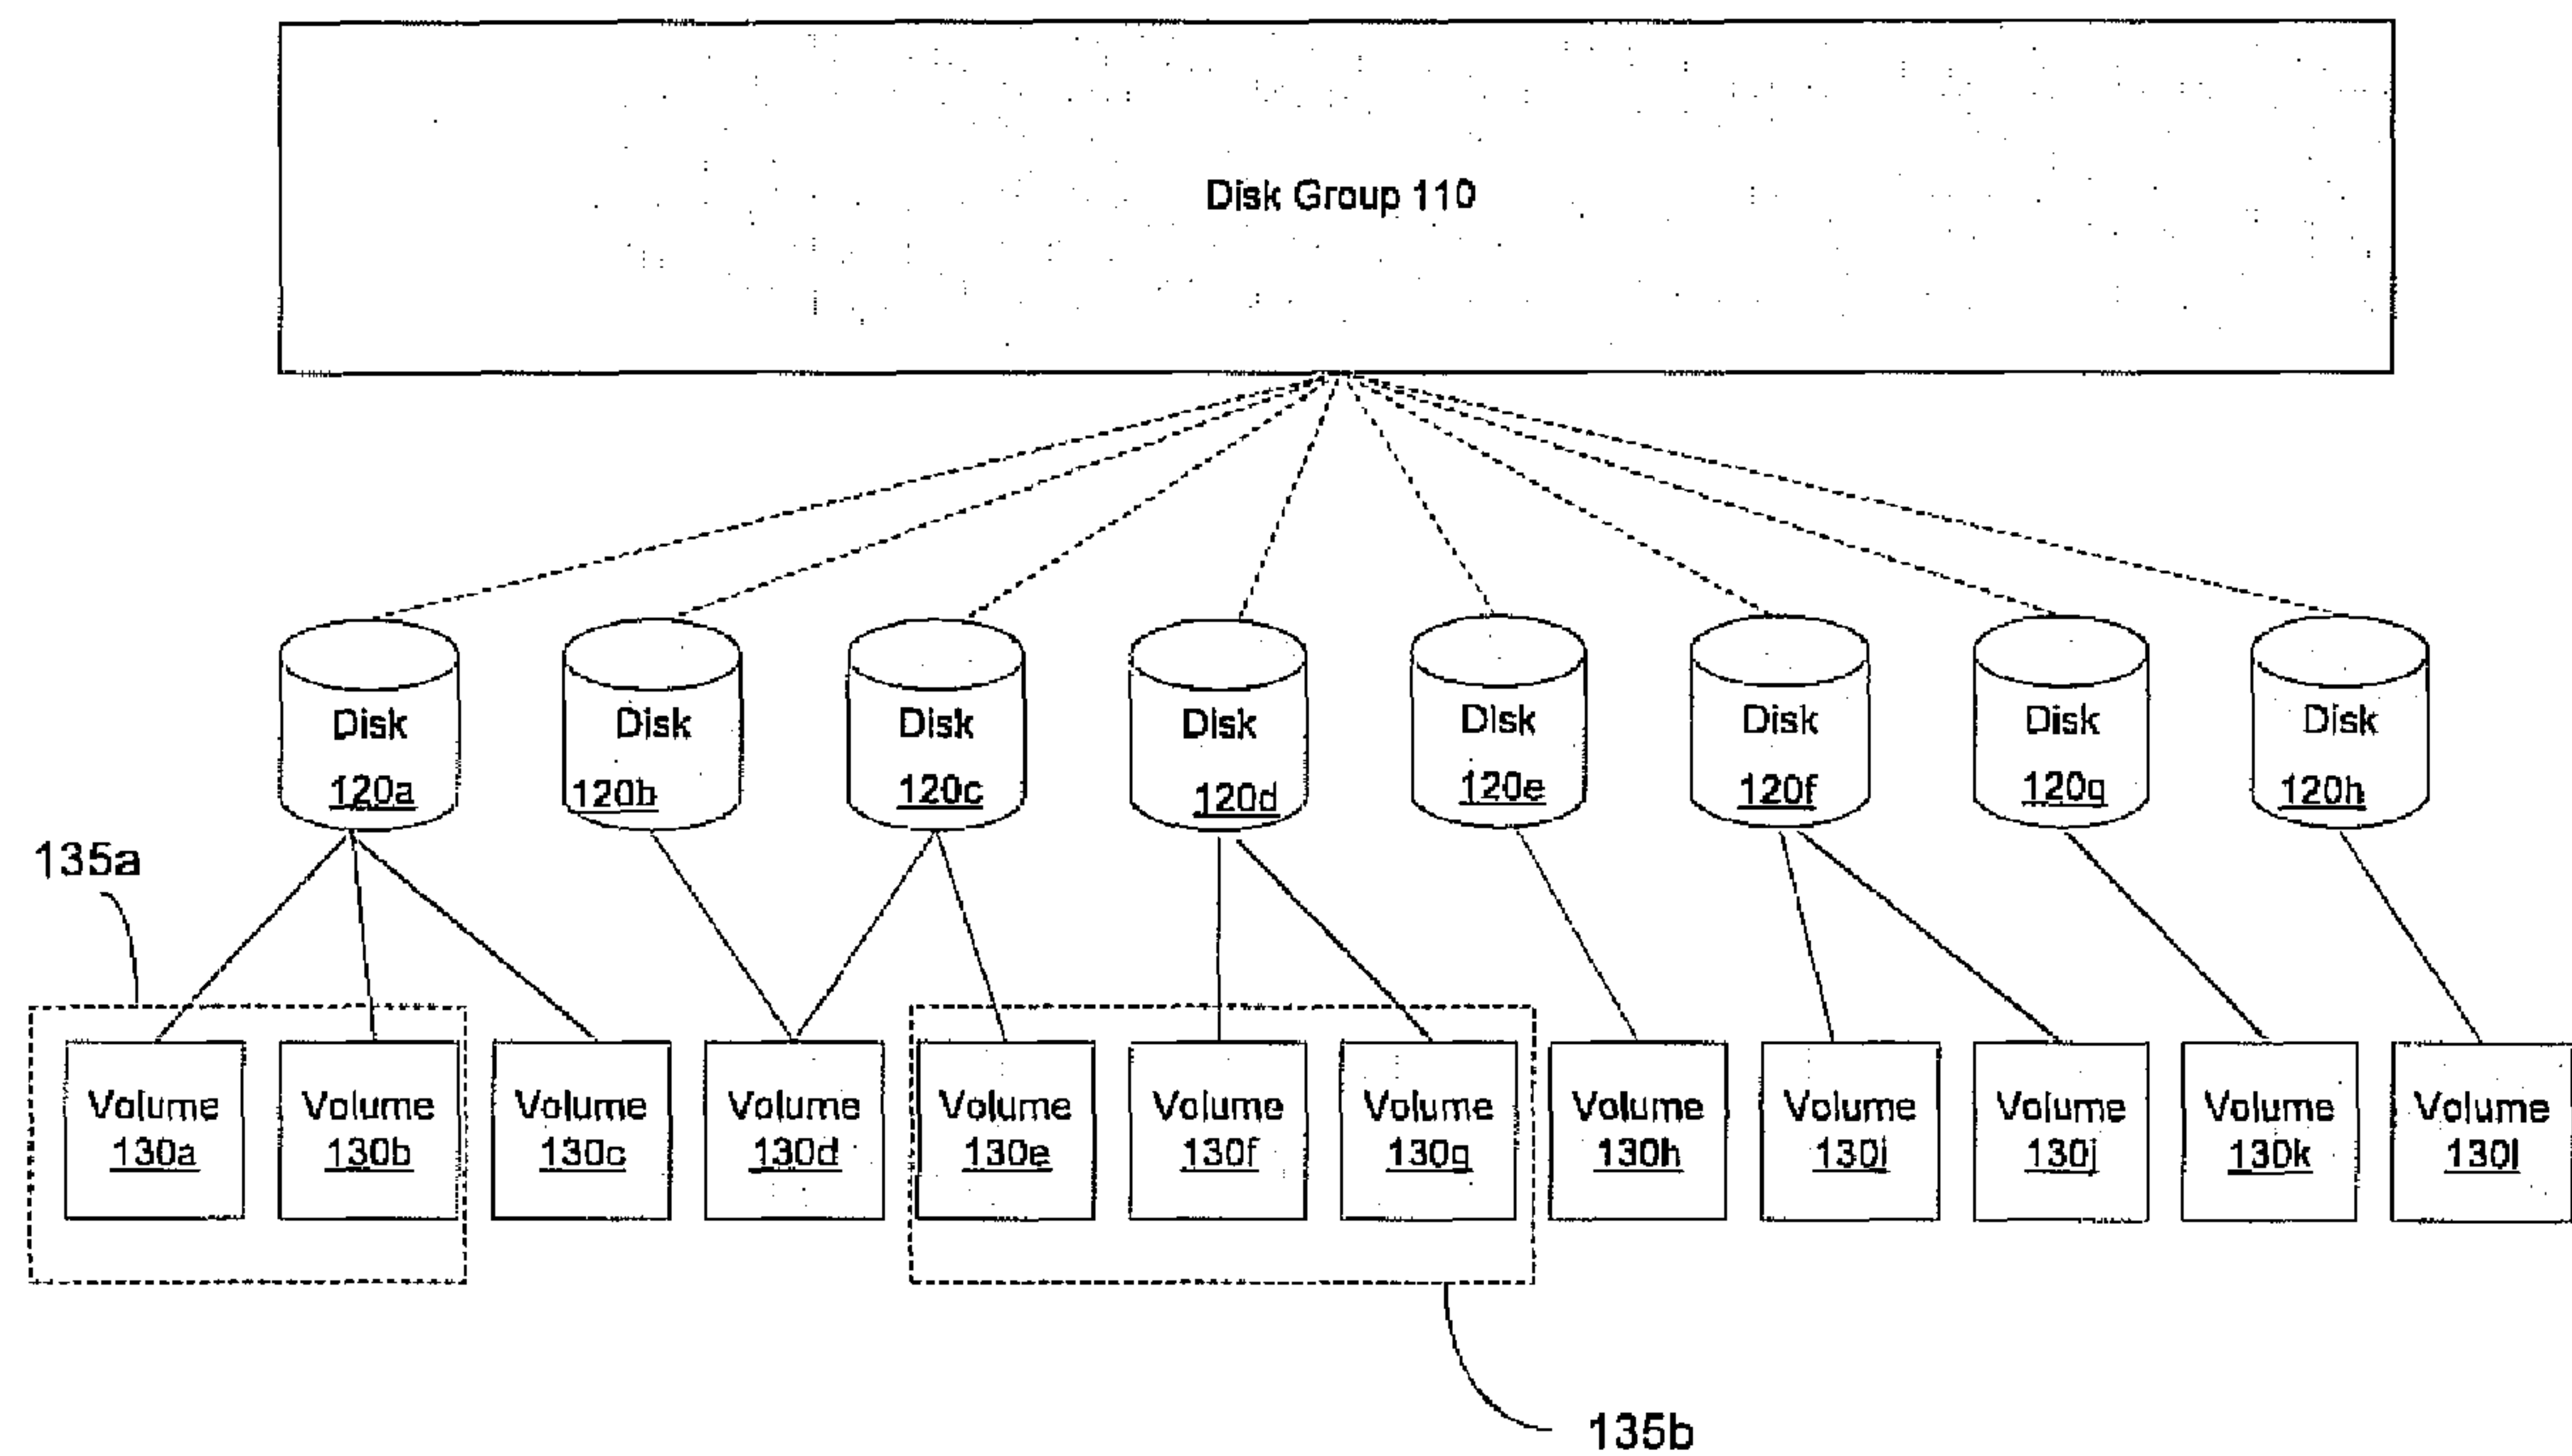 Disk Group 110
Disk
120a
Disk
120b
Disk
120c
Disk
120d
Disk
120e
Disk
120f
Disk
120g
Disk
120h
135a
Volume
130a
Volume
130b
Volume
130c
Volume
130d
Volume
130e
Volume
130f
Volume
130g
Volume
130h
Volume
130i
Volume
130j
Volume
130k
Volume
130l
135b